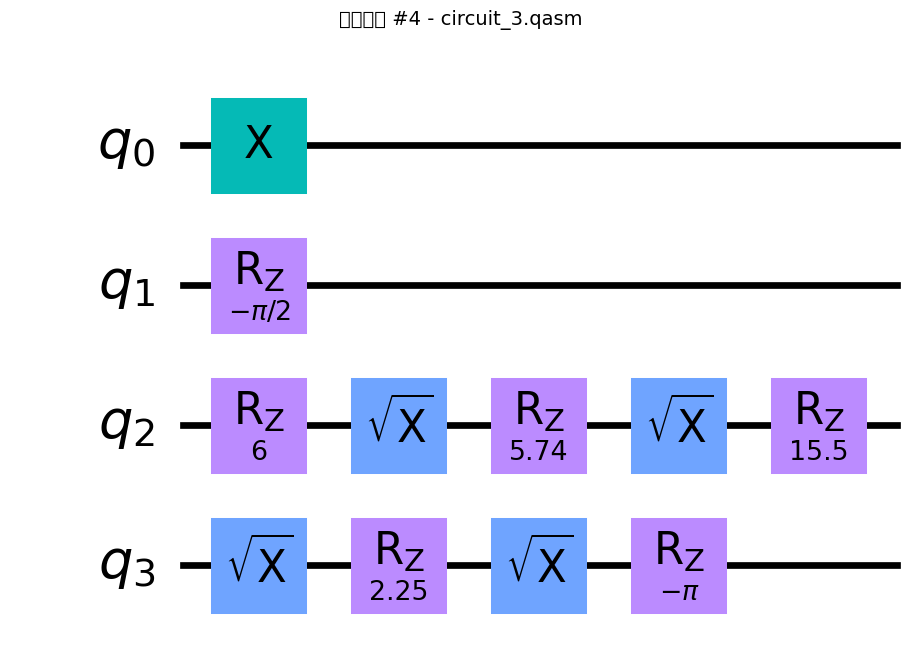 #4 - circuit_3.qasm
q0 X
q1 RZ -π/2
q2 RZ 6 √X RZ 5.74 √X RZ 15.5
q3 √X RZ 2.25 √X RZ -π